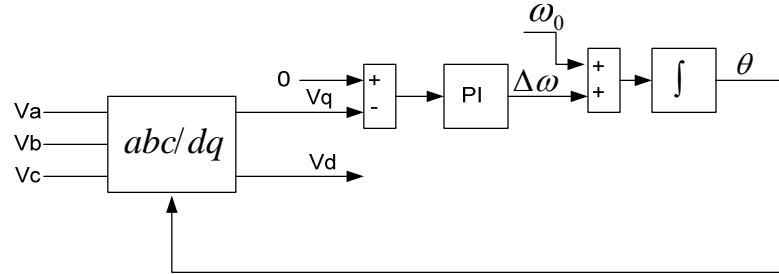 ω₀
0
+
-
Vq
PI
Δω
+
+
∫
θ
Va
Vb
Vc
abc/dq
Vd